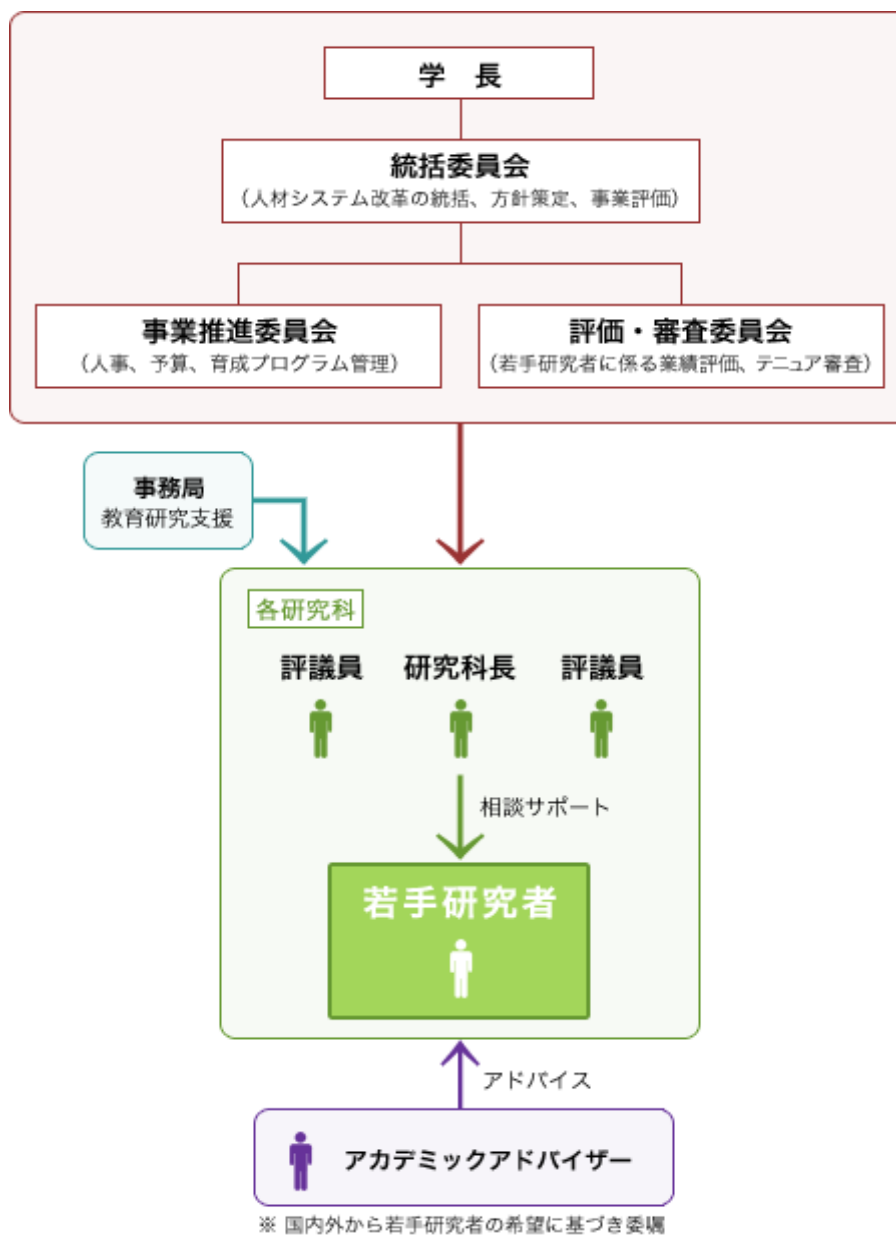 学　長
統括委員会
（人材システム改革の統括、方針策定、事業評価）
事業推進委員会
（人事、予算、育成プログラム管理）
評価・審査委員会
（若手研究者に係る業績評価、テニュア審査）
事務局
教育研究支援
各研究科
評議員
研究科長
評議員
相談サポート
若手研究者
アドバイス
アカデミックアドバイザー
※ 国内外から若手研究者の希望に基づき委嘱